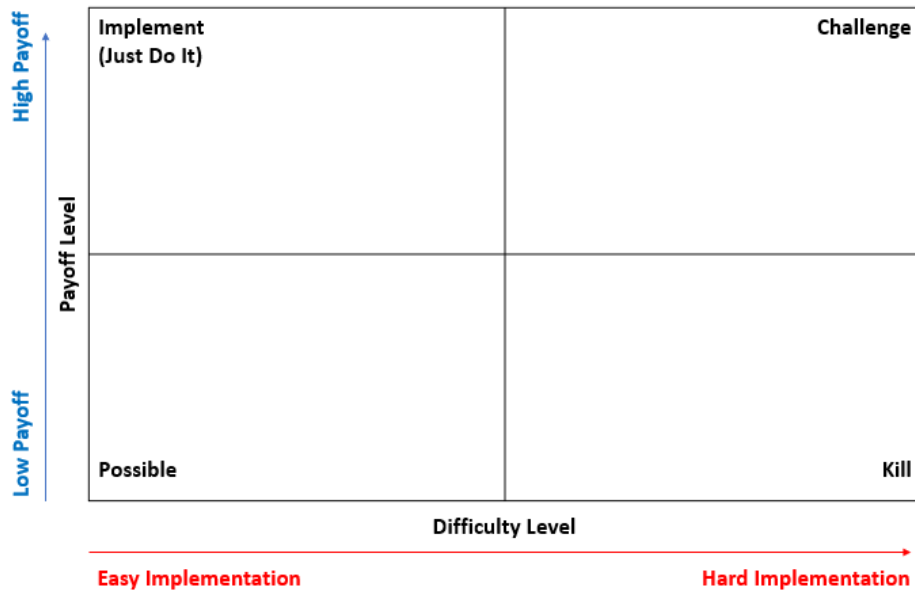 High Payoff
Implement
(Just Do It)
Challenge
Payoff Level
Low Payoff
Possible
Kill
Difficulty Level
Easy Implementation
Hard Implementation